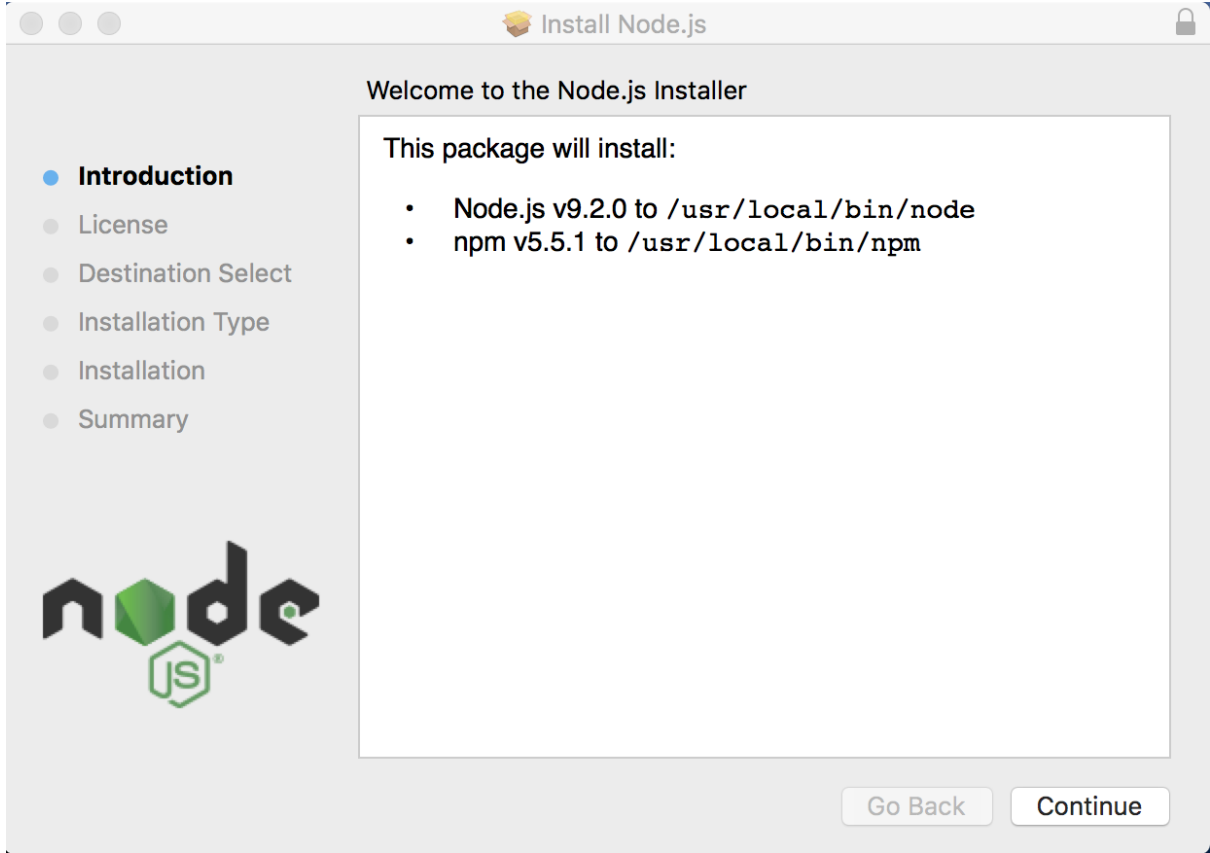 Install Node.js
Welcome to the Node.js Installer
Introduction
License
Destination Select
Installation Type
Installation
Summary
This package will install:
• Node.js v9.2.0 to /usr/local/bin/node
• npm v5.5.1 to /usr/local/bin/npm
node
JS®
Go Back
Continue